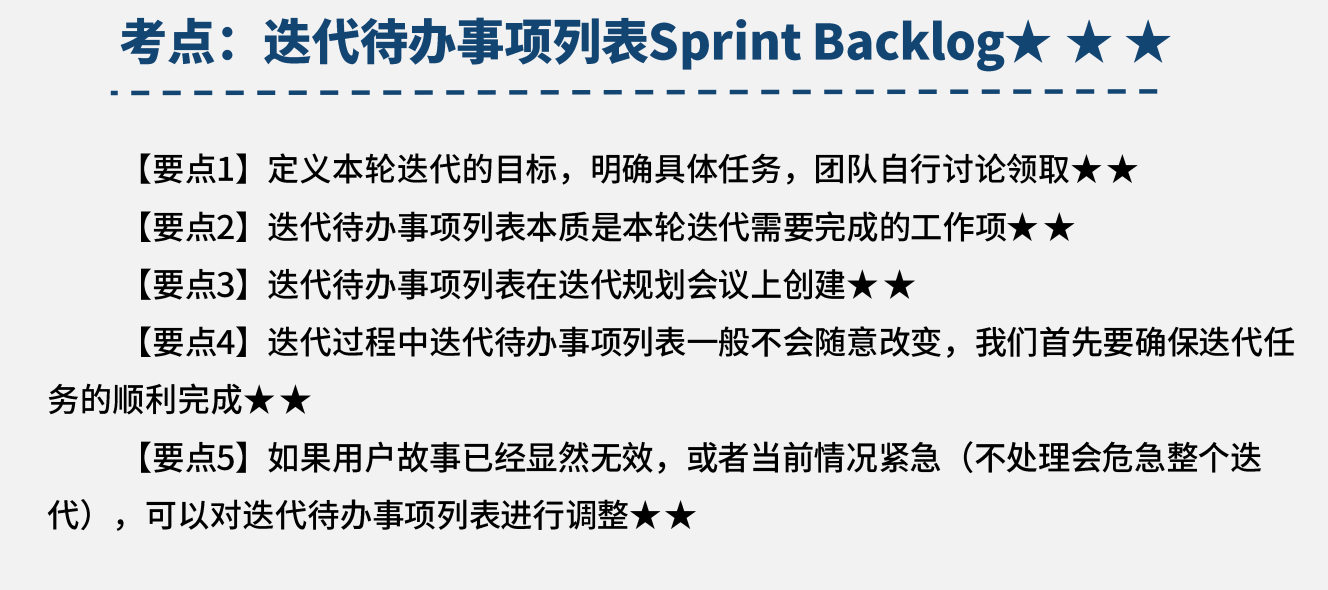 考点：迭代待办事项列表Sprint Backlog★ ★ ★
【要点1】定义本轮迭代的目标，明确具体任务，团队自行讨论领取★★
【要点2】迭代待办事项列表本质是本轮迭代需要完成的工作项★★
【要点3】迭代待办事项列表在迭代规划会议上创建★★
【要点4】迭代过程中迭代待办事项列表一般不会随意改变，我们首先要确保迭代任
务的顺利完成★★
【要点5】如果用户故事已经显然无效，或者当前情况紧急（不处理会危急整个迭
代），可以对迭代待办事项列表进行调整★★